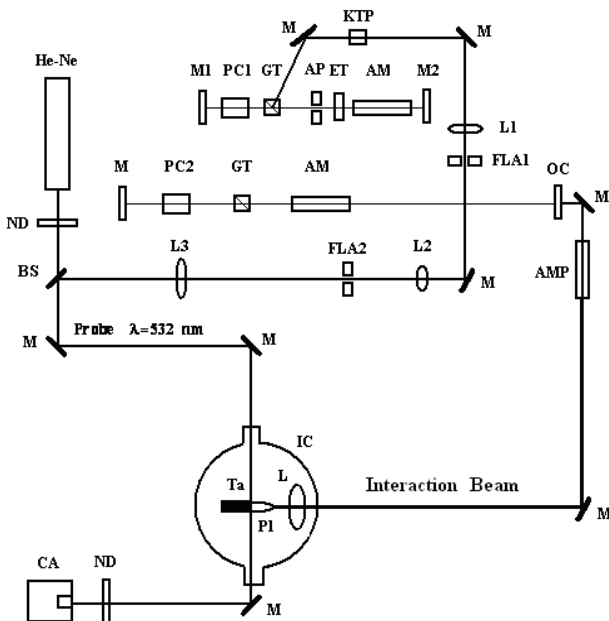 M KTP M
He-Ne
M1 PC1 GT AP ET AM M2
L1
FLA1
M PC2 GT AM OC M
ND
L3 FLA2 L2
BS M AMP
M Probe λ=532 nm M
IC
Ta L Interaction Beam
Pl M
CA ND
M